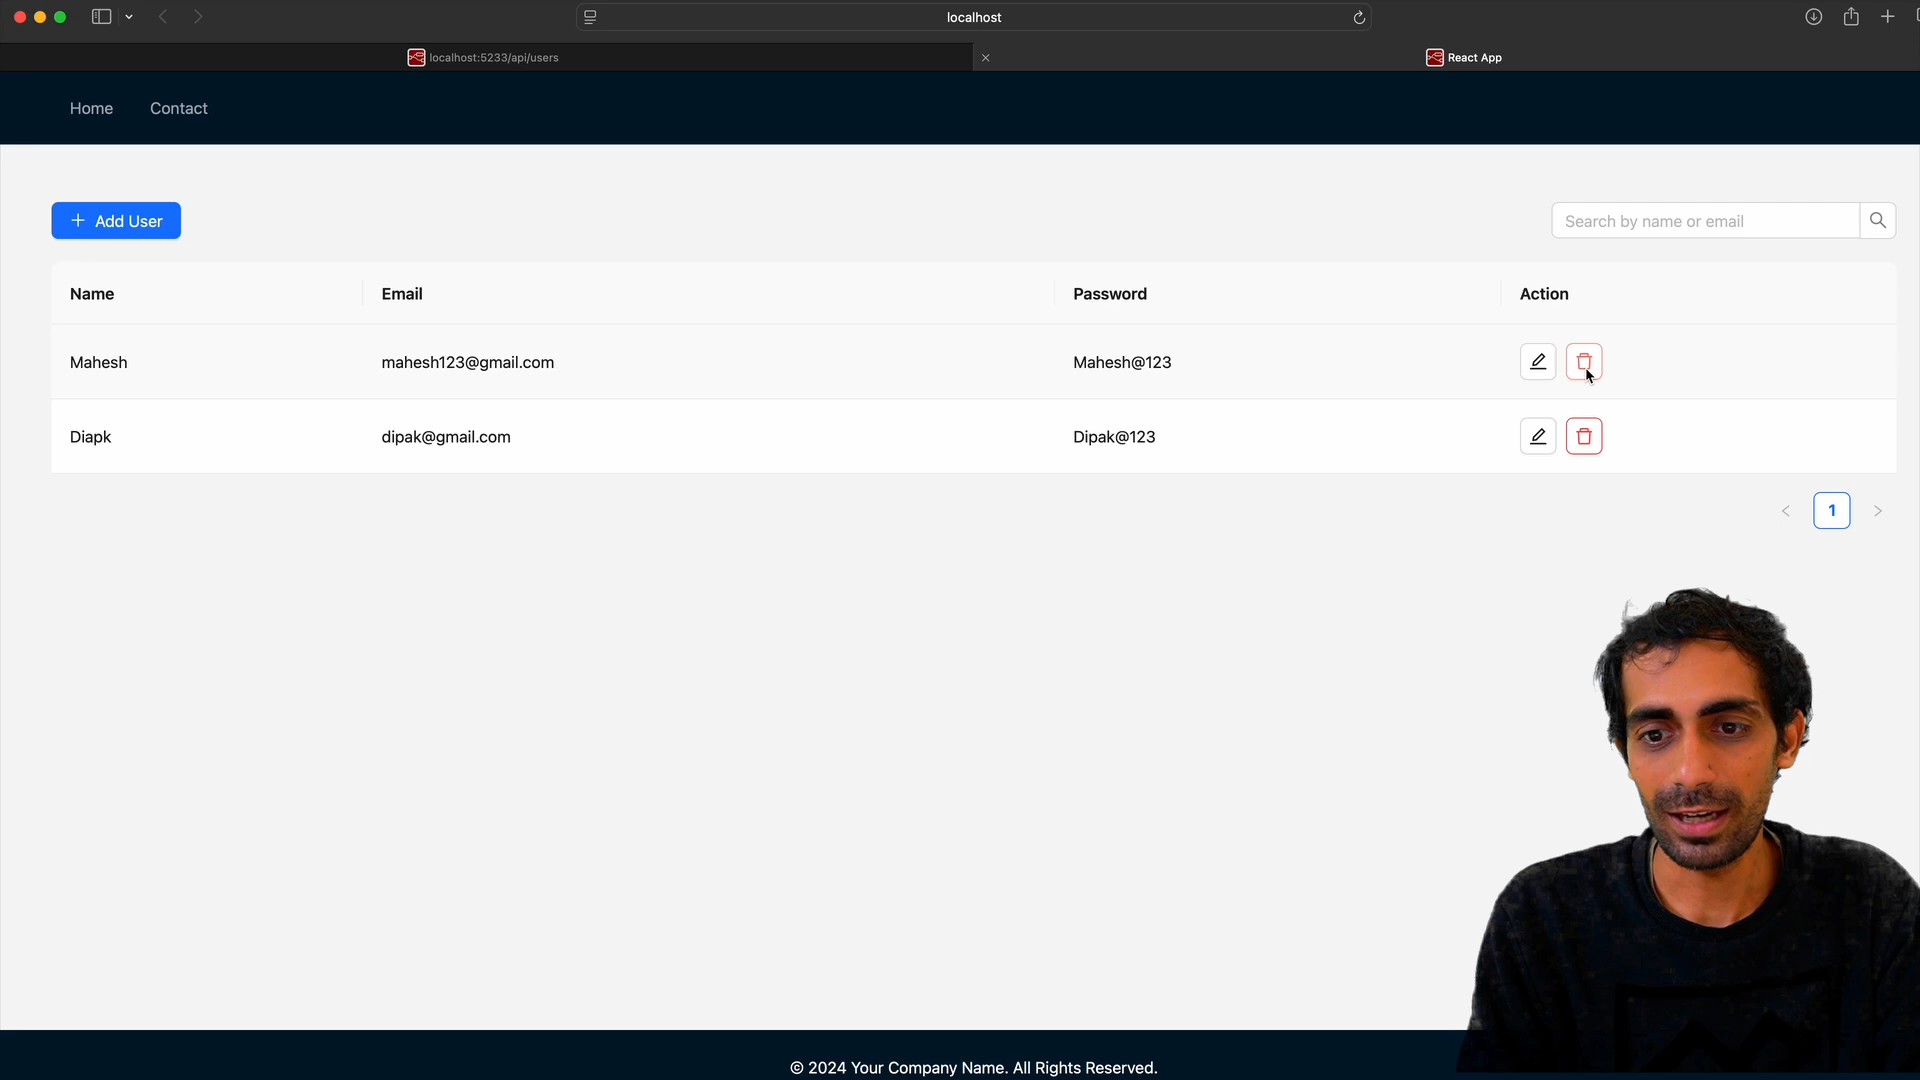 localhost
localhost:5233/api/users
React App
Home Contact
+ Add User
Search by name or email
Name Email Password Action
Mahesh mahesh123@gmail.com Mahesh@123
Diapk dipak@gmail.com Dipak@123
< 1 >
© 2024 Your Company Name. All Rights Reserved.